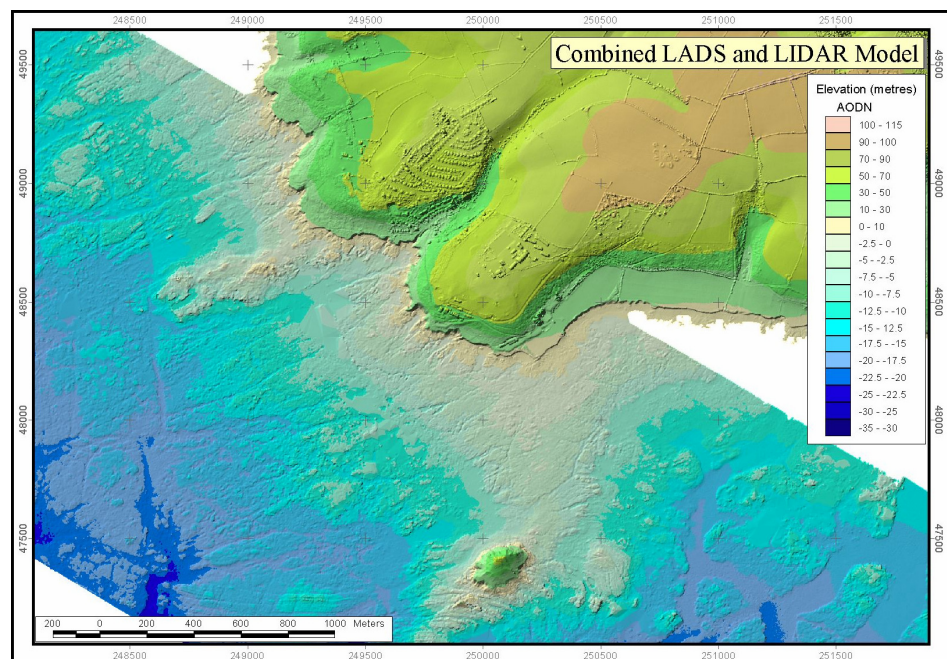 248500 249000 249500 250000 250500 251000 251500
Combined LADS and LIDAR Model
49500 49500
Elevation (metres)
AODN
100 - 115
90 - 100
70 - 90
50 - 70
30 - 50
10 - 30
0 - 10
-2.5 - 0
-5 - -2.5
-7.5 - -5
-10 - -7.5
-12.5 - -10
-15 - 12.5
-17.5 - -15
-20 - -17.5
-22.5 - -20
-25 - -22.5
-30 - -25
-35 - -30
49000 49000
48500 48500
48000 48000
47500 47500
200 0 200 400 600 800 1000 Meters
248500 249000 249500 250000 250500 251000 251500